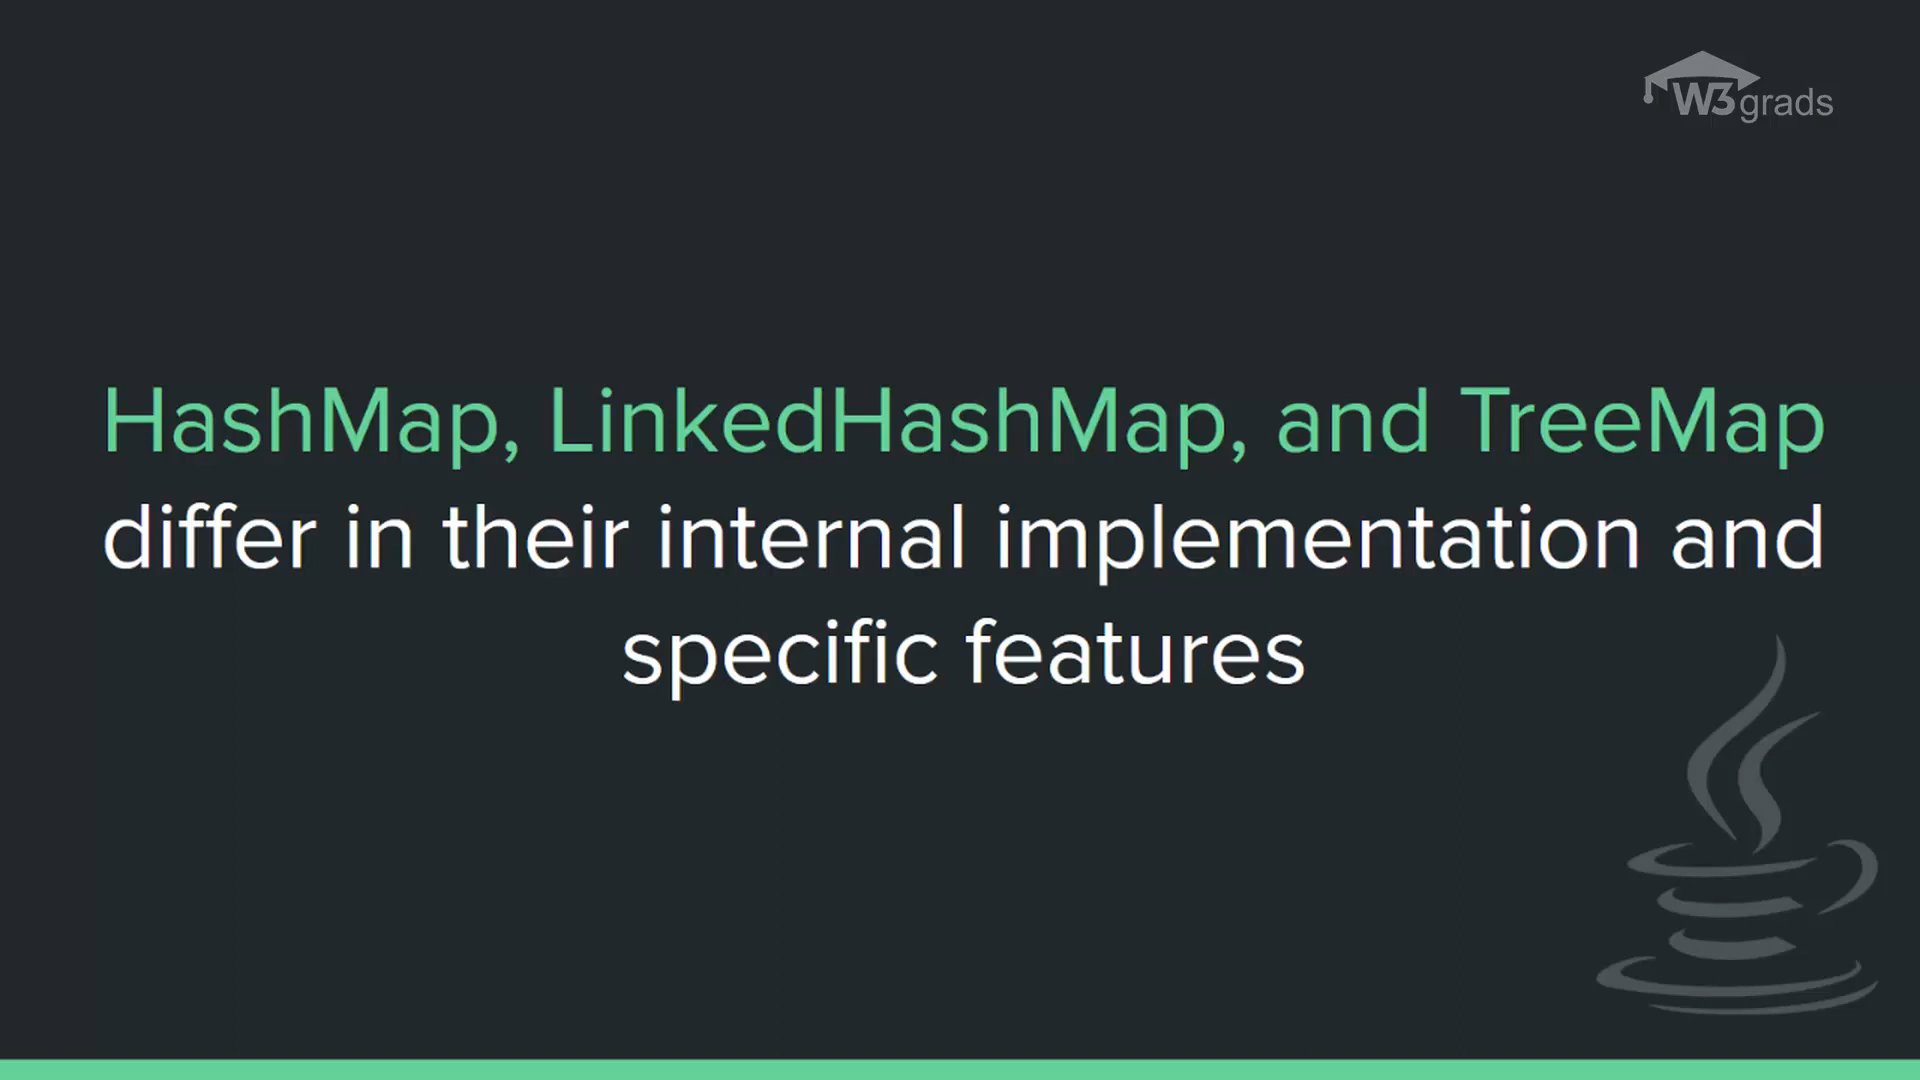 W3grads
HashMap, LinkedHashMap, and TreeMap
differ in their internal implementation and
specific features